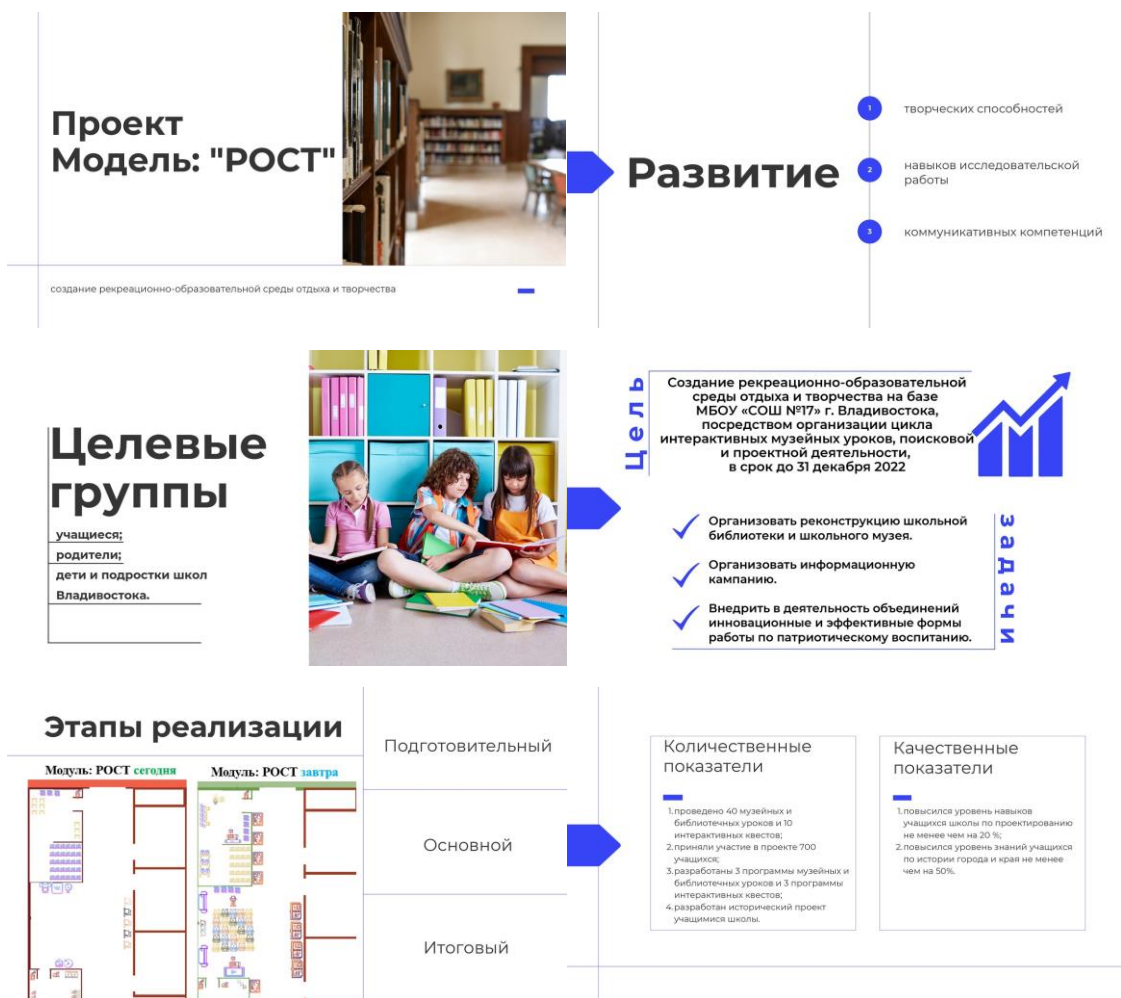 Проект
Модель: "РОСТ"
создание рекреационно-образовательной среды отдыха и творчества
Развитие
1
творческих способностей
2
навыков исследовательской
работы
3
коммуникативных компетенций
Целевые
группы
учащиеся;
родители;
дети и подростки школ
Владивостока.
Цель
Создание рекреационно-образовательной
среды отдыха и творчества на базе
МБОУ «СОШ №17» г. Владивостока,
посредством организации цикла
интерактивных музейных уроков, поисковой
и проектной деятельности,
в срок до 31 декабря 2022
задачи
Организовать реконструкцию школьной
библиотеки и школьного музея.
Организовать информационную
кампанию.
Внедрить в деятельность объединений
инновационные и эффективные формы
работы по патриотическому воспитанию.
Этапы реализации
Модуль: РОСТ сегодня
Модуль: РОСТ завтра
Подготовительный
Основной
Итоговый
Количественные
показатели
1. проведено 40 музейных и
библиотечных уроков и 10
интерактивных квестов;
2. приняли участие в проекте 700
учащихся;
3. разработаны 3 программы музейных и
библиотечных уроков и 3 программы
интерактивных квестов;
4. разработан исторический проект
учащимися школы.
Качественные
показатели
1. повысился уровень навыков
учащихся школы по проектированию
не менее чем на 20 %;
2. повысился уровень знаний учащихся
по истории города и края не менее
чем на 50%.